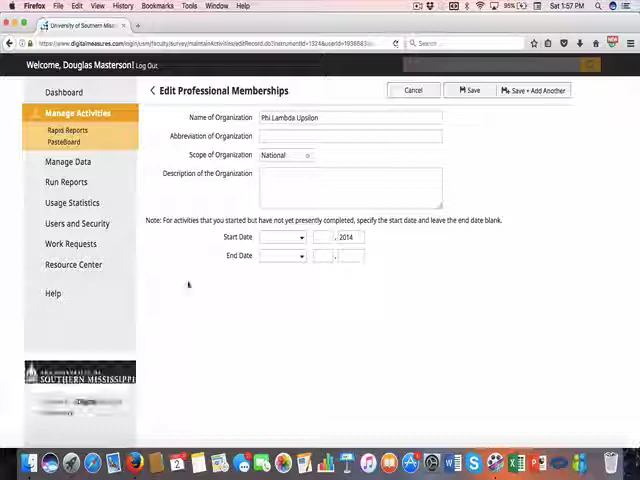 Firefox File Edit View History Bookmarks Tools Window Help 95% Sat 1:57 PM
University of Southern Miss...
https://www.digitalmeasures.com/login/usm/faculty/survey/maintainActivities/editRecord.do
Search
Welcome, Douglas Masterson! Log Out
Dashboard
Manage Activities
Rapid Reports
PasteBoard
Manage Data
Run Reports
Usage Statistics
Users and Security
Work Requests
Resource Center
Help
Edit Professional Memberships
Cancel
Save
Save + Add Another
Name of Organization Phi Lambda Upsilon
Abbreviation of Organization
Scope of Organization National
Description of the Organization
Note: For activities that you started but have not yet presently completed, specify the start date and leave the end date blank.
Start Date , 2014
End Date ,
SOUTHERN MISSISSIPPI
Digital